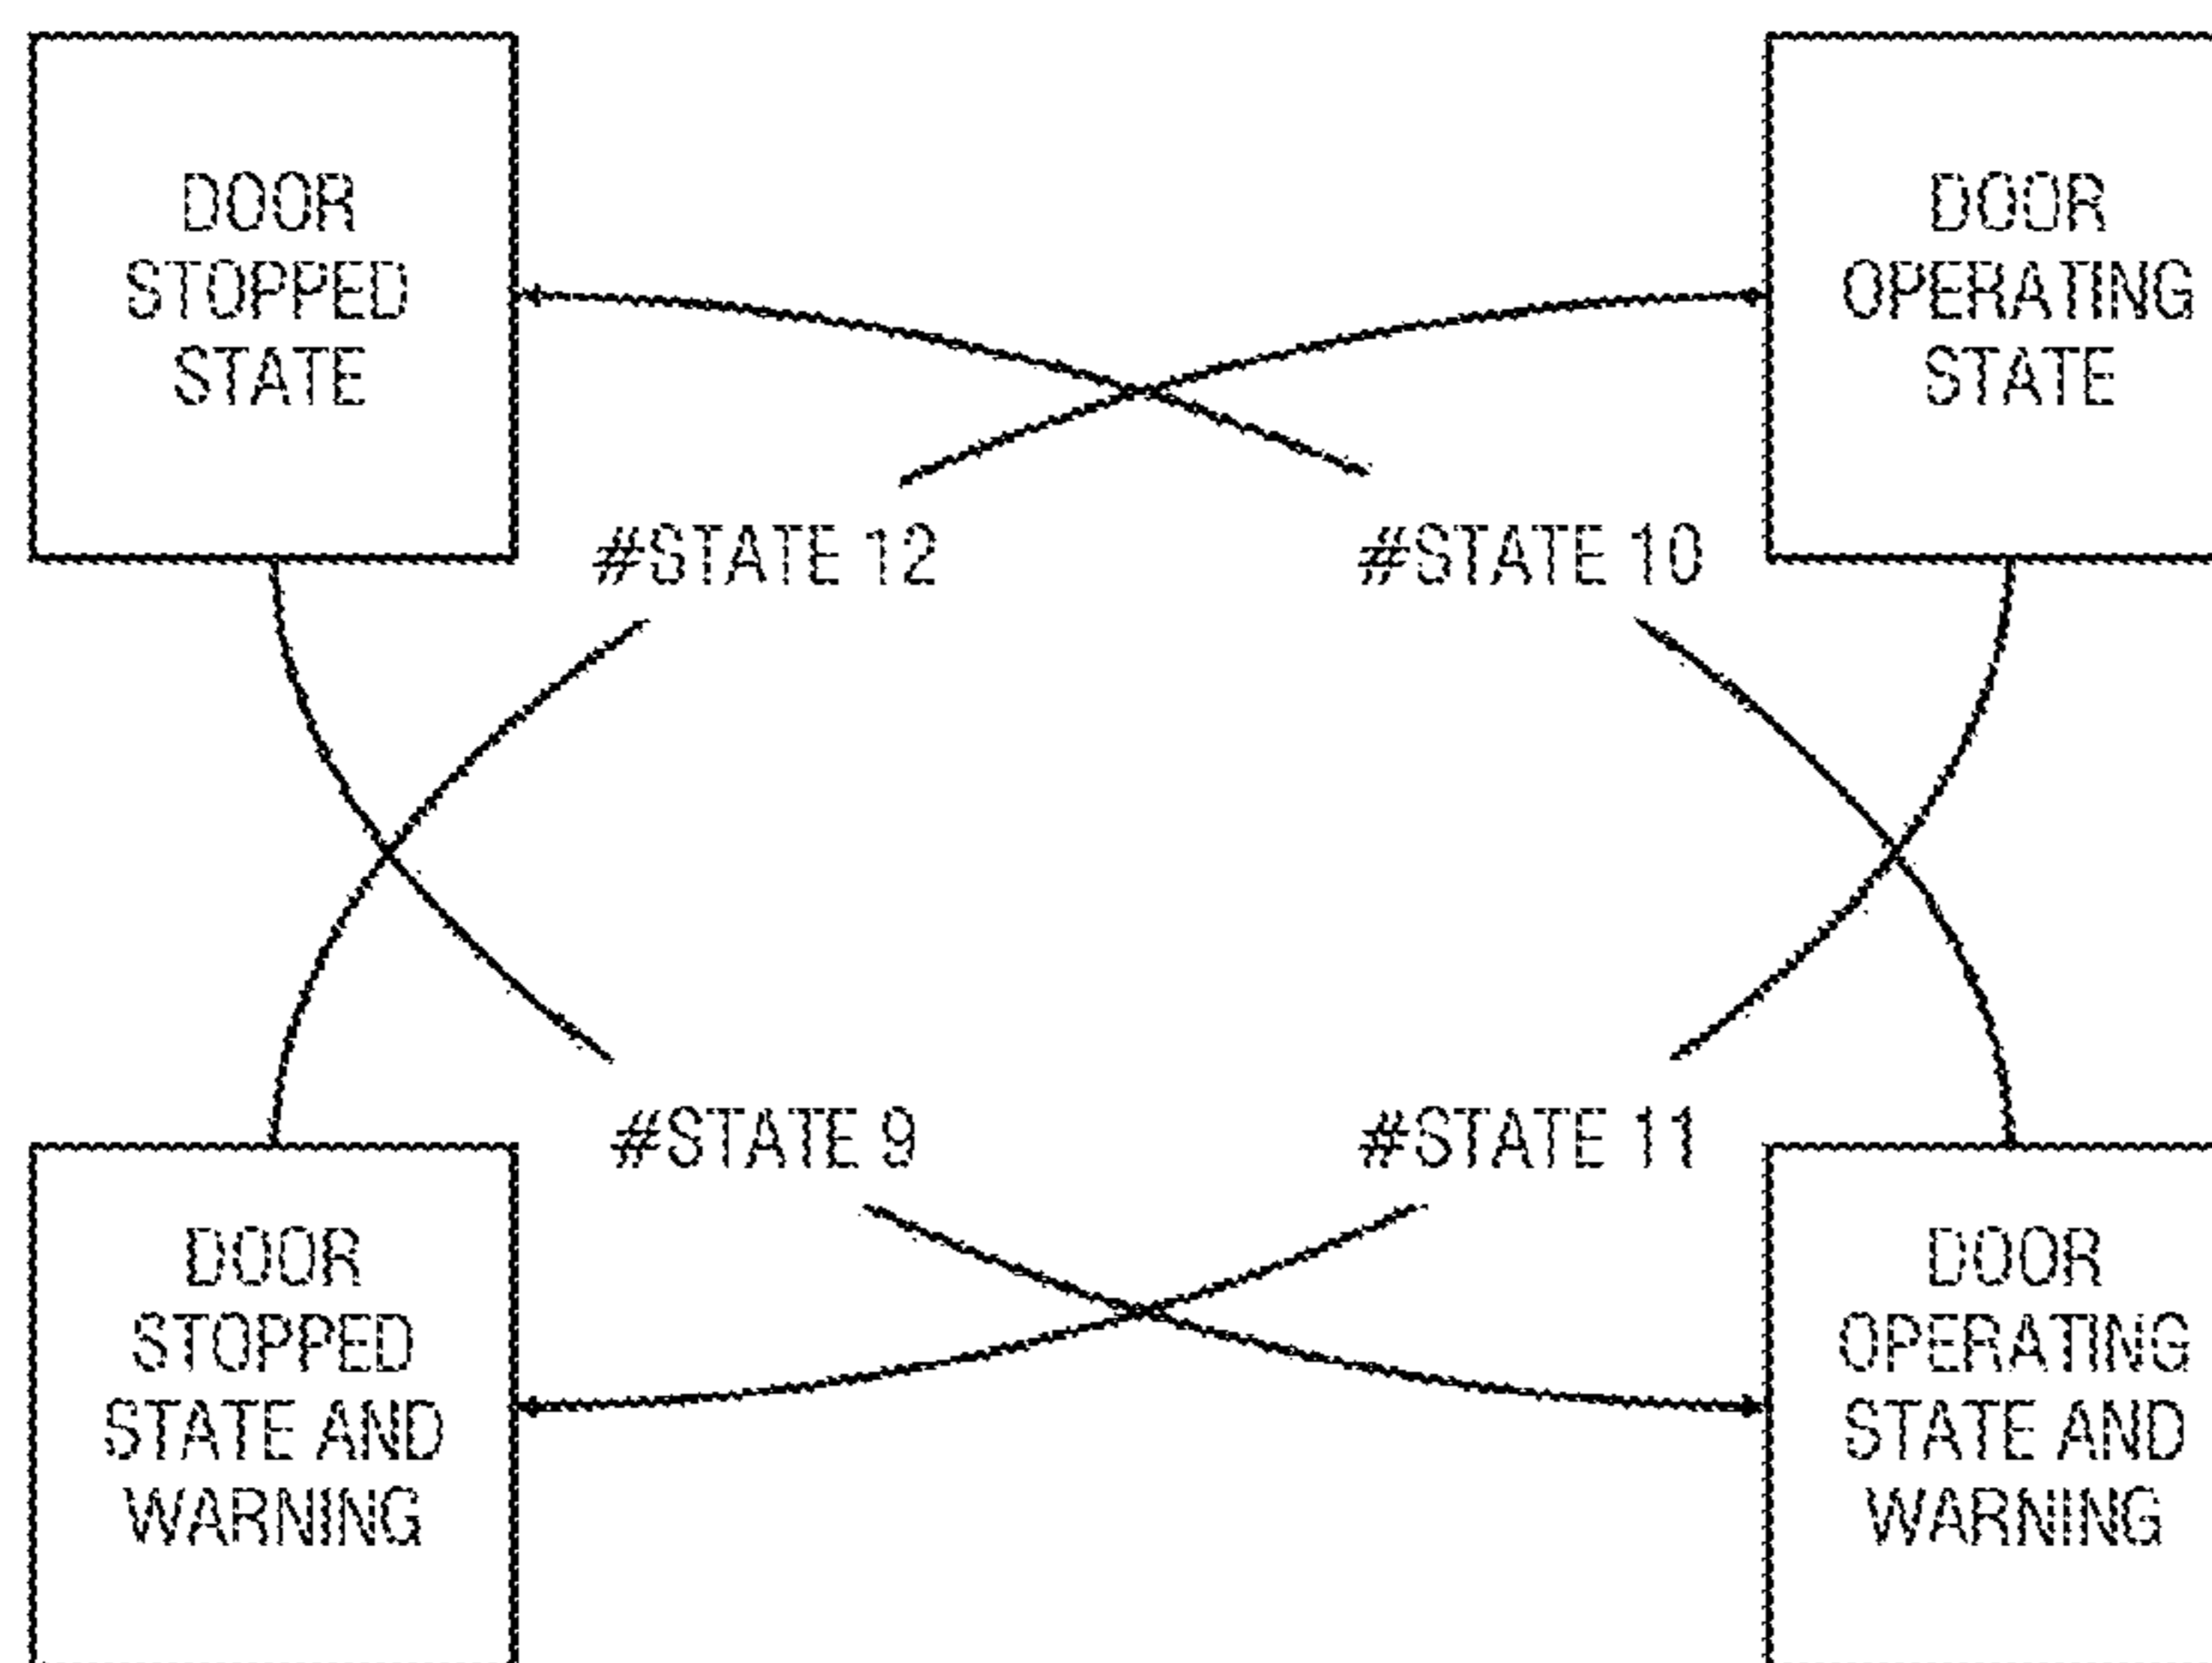 DOOR
STOPPED
STATE
DOOR
OPERATING
STATE
#STATE 12
#STATE 10
#STATE 9
#STATE 11
DOOR
STOPPED
STATE AND
WARNING
DOOR
OPERATING
STATE AND
WARNING